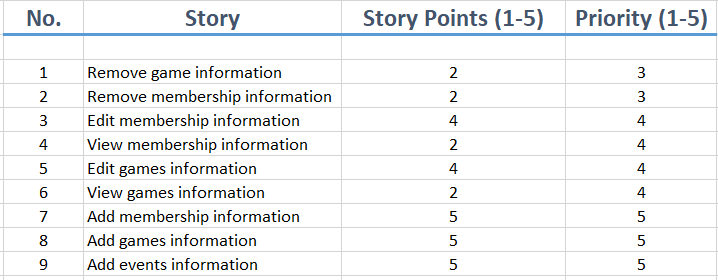 No. Story Story Points (1-5) Priority (1-5)
1 Remove game information 2 3
2 Remove membership information 2 3
3 Edit membership information 4 4
4 View membership information 2 4
5 Edit games information 4 4
6 View games information 2 4
7 Add membership information 5 5
8 Add games information 5 5
9 Add events information 5 5